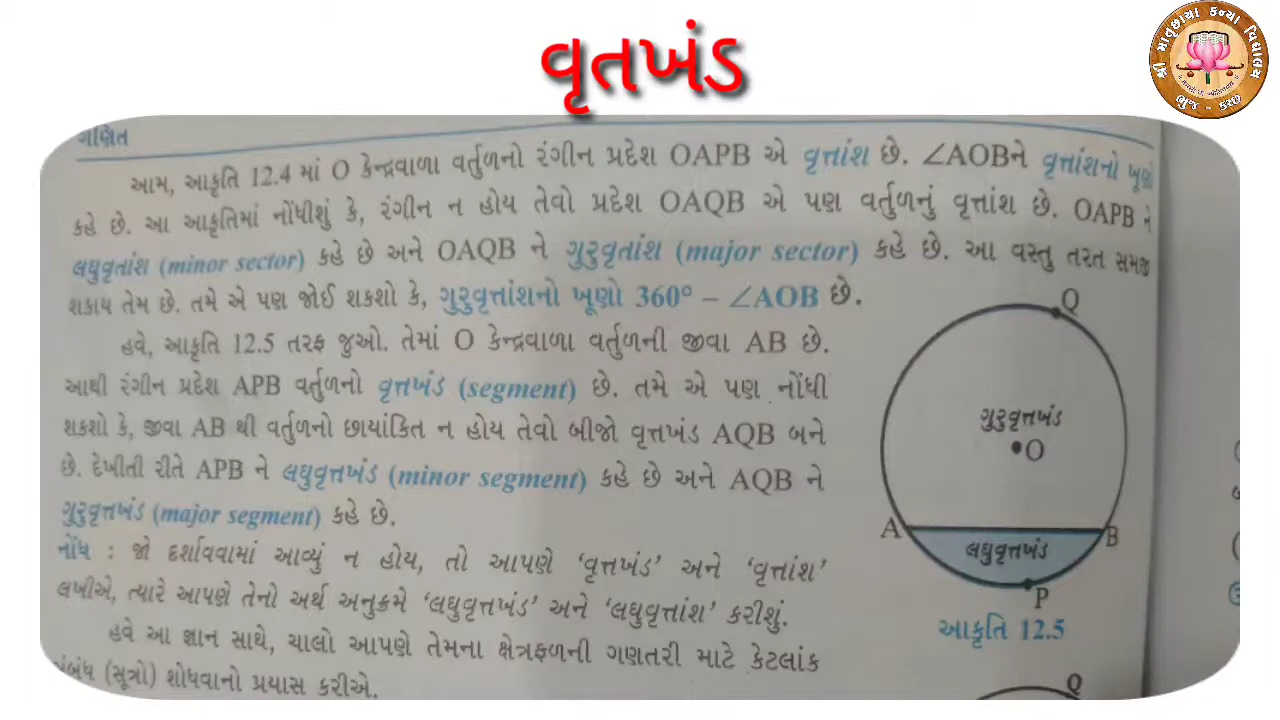 વૃતખંડ
શ્રી માતૃછાયા કન્યા વિદ્યાલય
ભુજ - કચ્છ
ગણિત
આમ, આકૃતિ 12.4 માં O કેન્દ્રવાળા વર્તુળનો રંગીન પ્રદેશ OAPB એ વૃત્તાંશ છે. ∠AOBને વૃત્તાંશનો ખૂણો
કહે છે. આ આકૃતિમાં નોંધીશું કે, રંગીન ન હોય તેવો પ્રદેશ OAQB એ પણ વર્તુળનું વૃત્તાંશ છે. OAPB ને
લઘુવૃતાંશ (minor sector) કહે છે અને OAQB ને ગુરુવૃતાંશ (major sector) કહે છે. આ વસ્તુ તરત સમજી
શકાય તેમ છે. તમે એ પણ જોઈ શકશો કે, ગુરુવૃત્તાંશનો ખૂણો 360° – ∠AOB છે.
હવે, આકૃતિ 12.5 તરફ જુઓ. તેમાં O કેન્દ્રવાળા વર્તુળની જીવા AB છે.
આથી રંગીન પ્રદેશ APB વર્તુળનો વૃત્તખંડ (segment) છે. તમે એ પણ નોંધી
શકશો કે, જીવા AB થી વર્તુળનો છાયાંકિત ન હોય તેવો બીજો વૃત્તખંડ AQB બને
છે. દેખીતી રીતે APB ને લઘુવૃત્તખંડ (minor segment) કહે છે અને AQB ને
ગુરુવૃત્તખંડ (major segment) કહે છે.
નોંધ : જો દર્શાવવામાં આવ્યું ન હોય, તો આપણે ‘વૃત્તખંડ’ અને ‘વૃત્તાંશ’
લખીએ, ત્યારે આપણે તેનો અર્થ અનુક્રમે ‘લઘુવૃત્તખંડ’ અને ‘લઘુવૃત્તાંશ’ કરીશું.
હવે આ જ્ઞાન સાથે, ચાલો આપણે તેમના ક્ષેત્રફળની ગણતરી માટે કેટલાંક
સંબંધ (સૂત્રો) શોધવાનો પ્રયાસ કરીએ.
Q
ગુરુવૃત્તખંડ
O
A
B
લઘુવૃત્તખંડ
P
આકૃતિ 12.5
Q